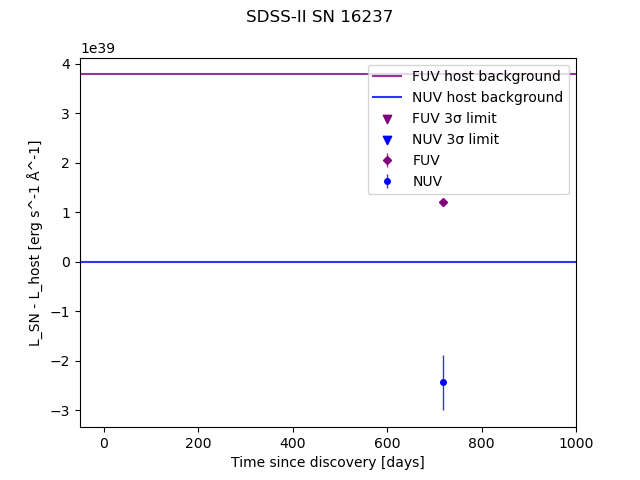 SDSS-II SN 16237
1e39
4
3
2
1
0
−1
−2
−3
L_SN - L_host [erg s^-1 Å^-1]
FUV host background
NUV host background
FUV 3σ limit
NUV 3σ limit
FUV
NUV
0 200 400 600 800 1000
Time since discovery [days]